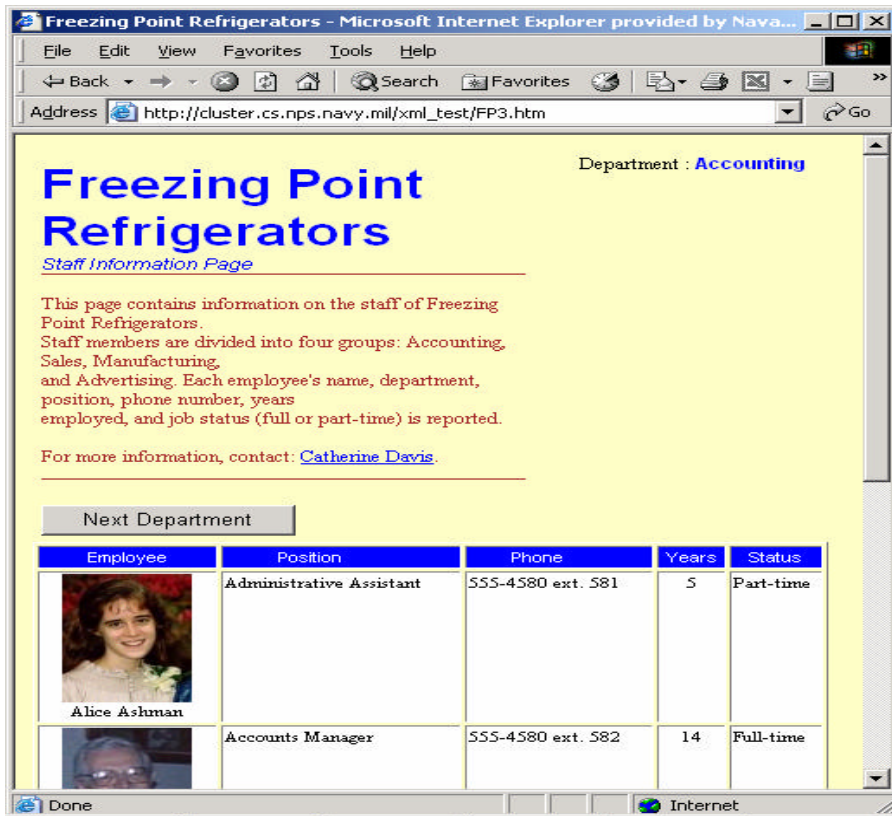 Freezing Point Refrigerators - Microsoft Internet Explorer provided by Nava...
File Edit View Favorites Tools Help
Back Search Favorites »
Address http://cluster.cs.nps.navy.mil/xml_test/FP3.htm Go
Department : Accounting
Freezing Point
Refrigerators
Staff Information Page
This page contains information on the staff of Freezing
Point Refrigerators.
Staff members are divided into four groups: Accounting,
Sales, Manufacturing,
and Advertising. Each employee's name, department,
position, phone number, years
employed, and job status (full or part-time) is reported.
For more information, contact: Catherine Davis.
Next Department
Employee Position Phone Years Status
Administrative Assistant 555-4580 ext. 581 5 Part-time
Alice Ashman
Accounts Manager 555-4580 ext. 582 14 Full-time
Done Internet